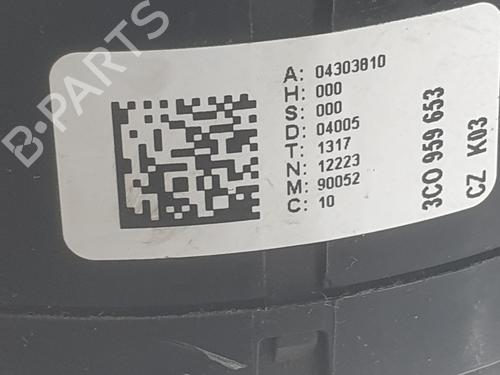 B-PARTS
A: 04303810
H: 000
S: 000
D: 04005
T: 1317
N: 12223
M: 90052
C: 10
3C0 959 653
CZ K03